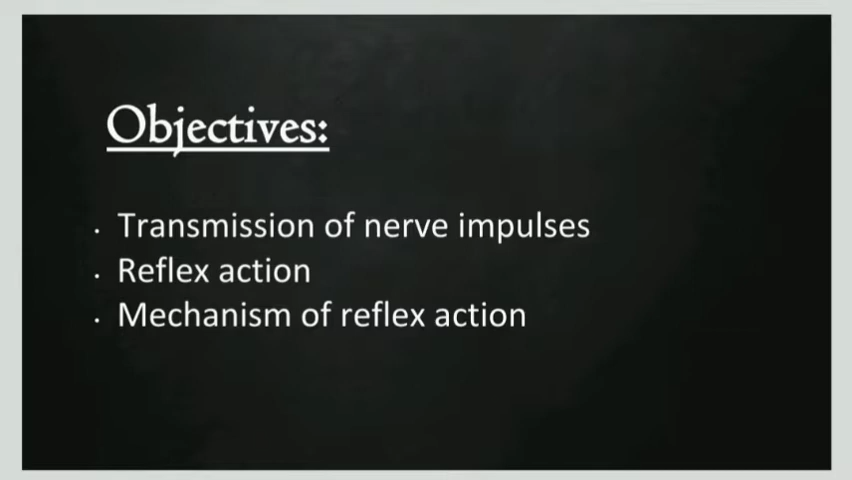 Objectives:
· Transmission of nerve impulses
· Reflex action
· Mechanism of reflex action